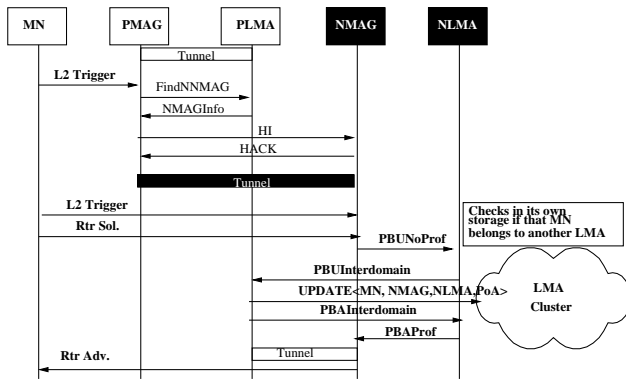 MN
PMAG
PLMA
NMAG
NLMA
Tunnel
L2 Trigger
FindNNMAG
NMAGInfo
HI
HACK
Tunnel
L2 Trigger
Rtr Sol.
Checks in its own
storage if that MN
belongs to another LMA
PBUNoProf
PBUInterdomain
LMA
Cluster
UPDATE<MN, NMAG,NLMA,PoA>
PBAInterdomain
PBAProf
Tunnel
Rtr Adv.